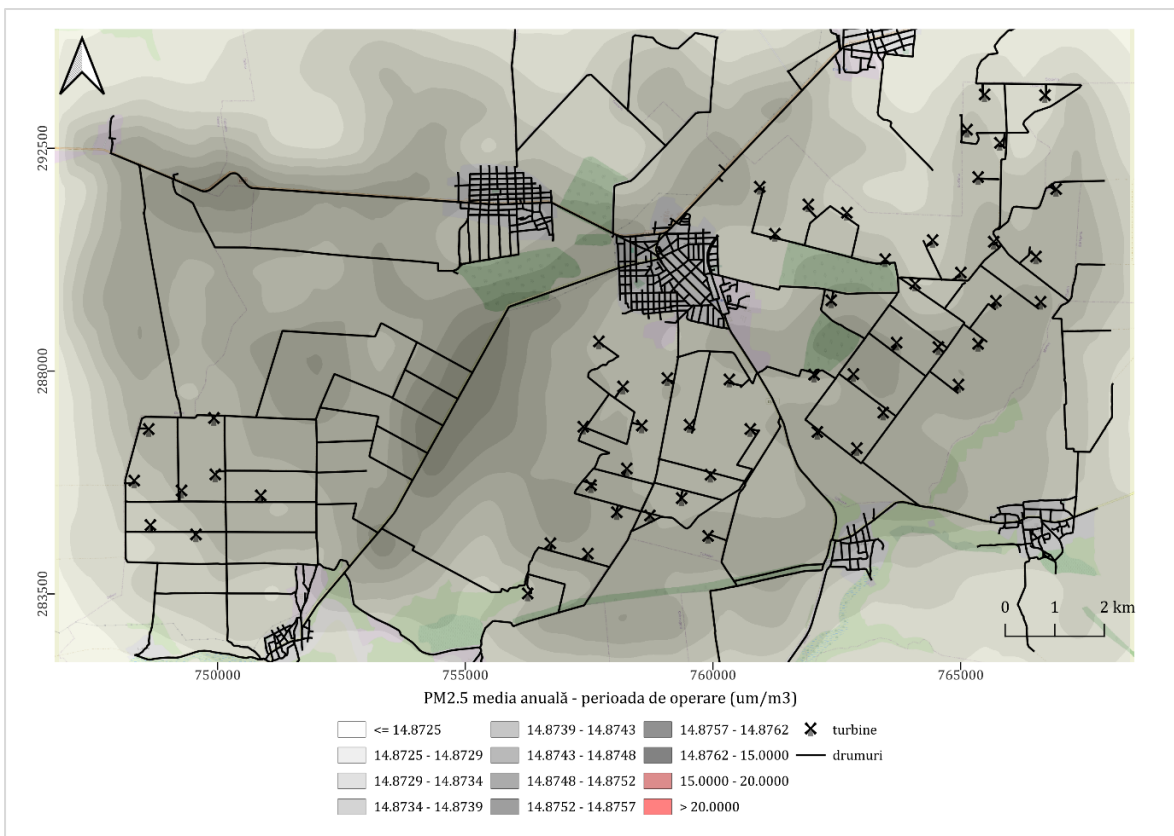 292500
288000
283500
0 1 2 km
750000 755000 760000 765000
PM2.5 media anuală - perioada de operare (um/m3)
<= 14.8725 14.8739 - 14.8743 14.8757 - 14.8762 turbine
14.8725 - 14.8729 14.8743 - 14.8748 14.8762 - 15.0000 drumuri
14.8729 - 14.8734 14.8748 - 14.8752 15.0000 - 20.0000
14.8734 - 14.8739 14.8752 - 14.8757 > 20.0000